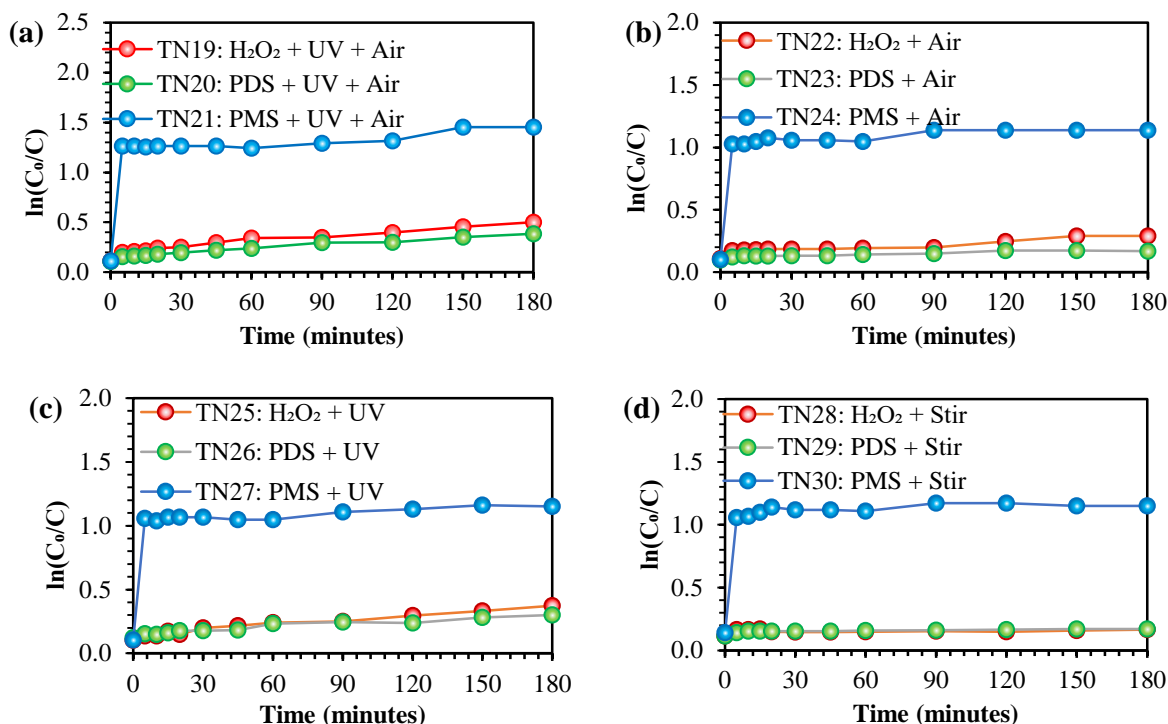 (a)
2.5
2.0
1.5
1.0
0.5
0.0
ln(C₀/C)
TN19: H₂O₂ + UV + Air
TN20: PDS + UV + Air
TN21: PMS + UV + Air
0 30 60 90 120 150 180
Time (minutes)
(b)
2.0
1.5
1.0
0.5
0.0
ln(C₀/C)
TN22: H₂O₂ + Air
TN23: PDS + Air
TN24: PMS + Air
0 30 60 90 120 150 180
Time (minutes)
(c)
2.0
1.5
1.0
0.5
0.0
ln(C₀/C)
TN25: H₂O₂ + UV
TN26: PDS + UV
TN27: PMS + UV
0 30 60 90 120 150 180
Time (minutes)
(d)
2.0
1.5
1.0
0.5
0.0
ln(C₀/C)
TN28: H₂O₂ + Stir
TN29: PDS + Stir
TN30: PMS + Stir
0 30 60 90 120 150 180
Time (minutes)